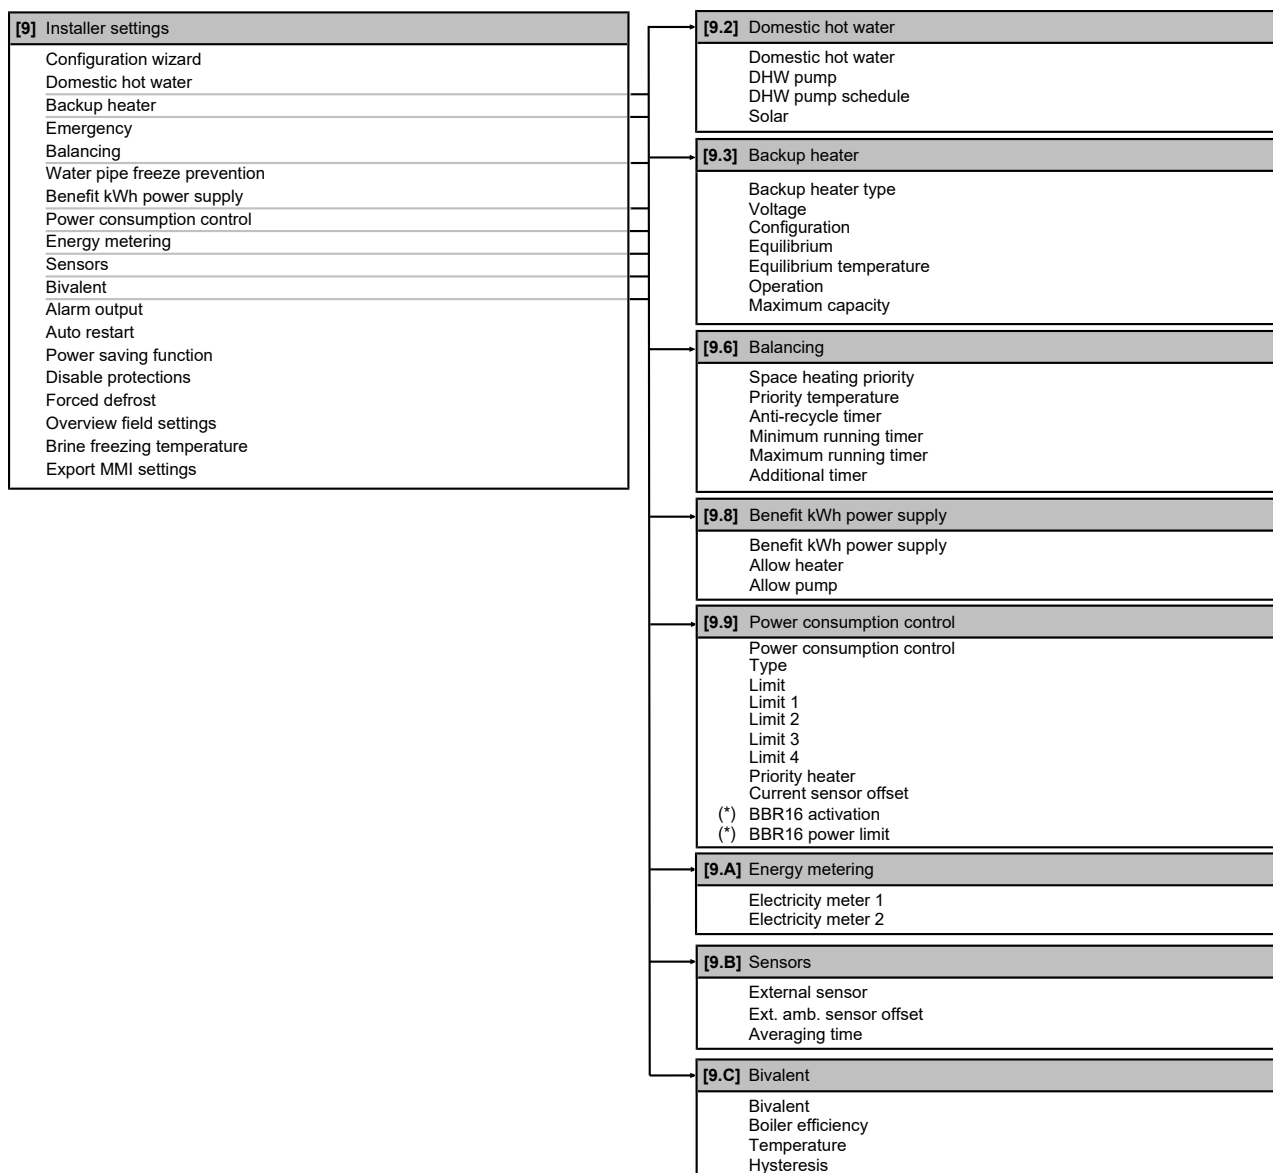 [9] Installer settings
Configuration wizard
Domestic hot water
Backup heater
Emergency
Balancing
Water pipe freeze prevention
Benefit kWh power supply
Power consumption control
Energy metering
Sensors
Bivalent
Alarm output
Auto restart
Power saving function
Disable protections
Forced defrost
Overview field settings
Brine freezing temperature
Export MMI settings
[9.2] Domestic hot water
Domestic hot water
DHW pump
DHW pump schedule
Solar
[9.3] Backup heater
Backup heater type
Voltage
Configuration
Equilibrium
Equilibrium temperature
Operation
Maximum capacity
[9.6] Balancing
Space heating priority
Priority temperature
Anti-recycle timer
Minimum running timer
Maximum running timer
Additional timer
[9.8] Benefit kWh power supply
Benefit kWh power supply
Allow heater
Allow pump
[9.9] Power consumption control
Power consumption control
Type
Limit
Limit 1
Limit 2
Limit 3
Limit 4
Priority heater
Current sensor offset
(*) BBR16 activation
(*) BBR16 power limit
[9.A] Energy metering
Electricity meter 1
Electricity meter 2
[9.B] Sensors
External sensor
Ext. amb. sensor offset
Averaging time
[9.C] Bivalent
Bivalent
Boiler efficiency
Temperature
Hysteresis